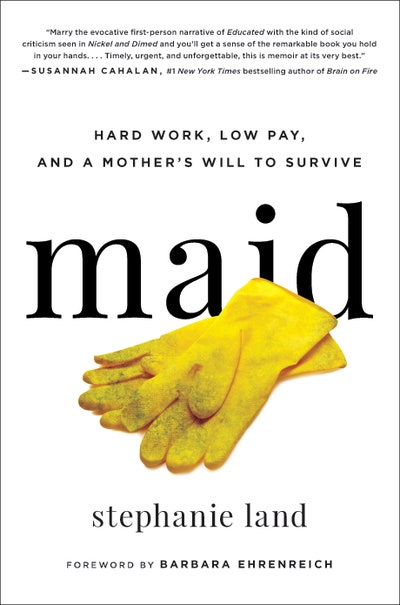 "Marry the evocative first-person narrative of Educated with the kind of social
criticism seen in Nickel and Dimed and you'll get a sense of the remarkable book you hold
in your hands. . . . Timely, urgent, and unforgettable, this is memoir at its very best."
—SUSANNAH CAHALAN, #1 New York Times bestselling author of Brain on Fire
HARD WORK, LOW PAY,
AND A MOTHER'S WILL TO SURVIVE
maid
stephanie land
FOREWORD BY BARBARA EHRENREICH